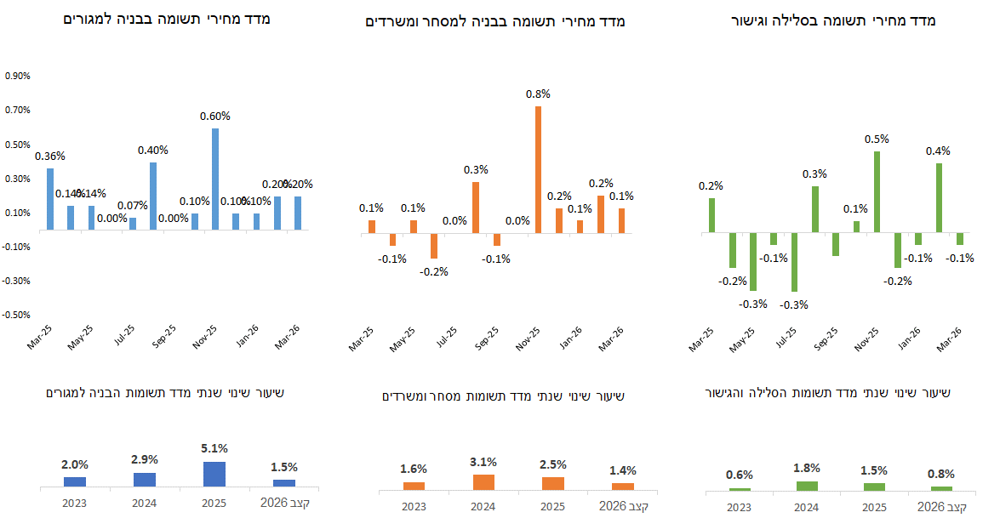 מדד מחירי תשומה בבניה למגורים
0.90%
0.70%
0.50%
0.30%
0.10%
-0.10%
-0.30%
-0.50%
0.36%
0.14%
0.14%
0.00%
0.07%
0.40%
0.00%
0.10%
0.60%
0.10%
0.10%
0.20%
0.20%
Mar-25
May-25
Jul-25
Sep-25
Nov-25
Jan-26
Mar-26
מדד מחירי תשומה בבניה למסחר ומשרדים
0.1%
-0.1%
0.1%
-0.2%
0.0%
0.3%
-0.1%
0.0%
0.8%
0.2%
0.1%
0.2%
0.1%
Mar-25
May-25
Jul-25
Sep-25
Nov-25
Jan-26
Mar-26
מדד מחירי תשומה בסלילה וגישור
0.2%
-0.2%
-0.3%
-0.1%
-0.3%
0.3%
0.1%
0.5%
-0.2%
-0.1%
0.4%
-0.1%
Mar-25
May-25
Jul-25
Sep-25
Nov-25
Jan-26
Mar-26
שיעור שינוי שנתי מדד תשומות הבניה למגורים
2.0%
2.9%
5.1%
1.5%
2023
2024
2025
קצב 2026
שיעור שינוי שנתי מדד תשומות מסחר ומשרדים
1.6%
3.1%
2.5%
1.4%
2023
2024
2025
קצב 2026
שיעור שינוי שנתי מדד תשומות הסלילה והגישור
0.6%
1.8%
1.5%
0.8%
2023
2024
2025
קצב 2026